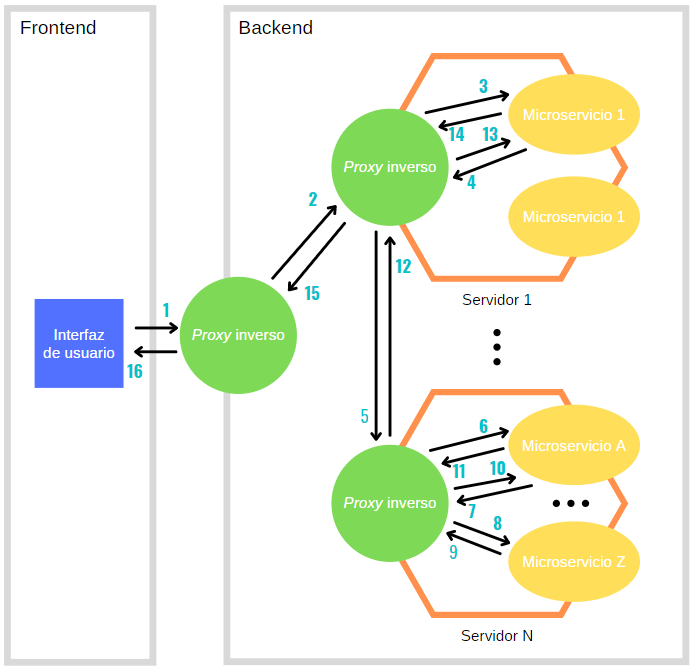 Frontend
Backend
3
Microservicio 1
14
13
Proxy inverso
4
2
Microservicio 1
12
15
Servidor 1
1
Interfaz
de usuario
Proxy inverso
16
5
6
Microservicio A
11
10
Proxy inverso
7
8
9
Microservicio Z
Servidor N